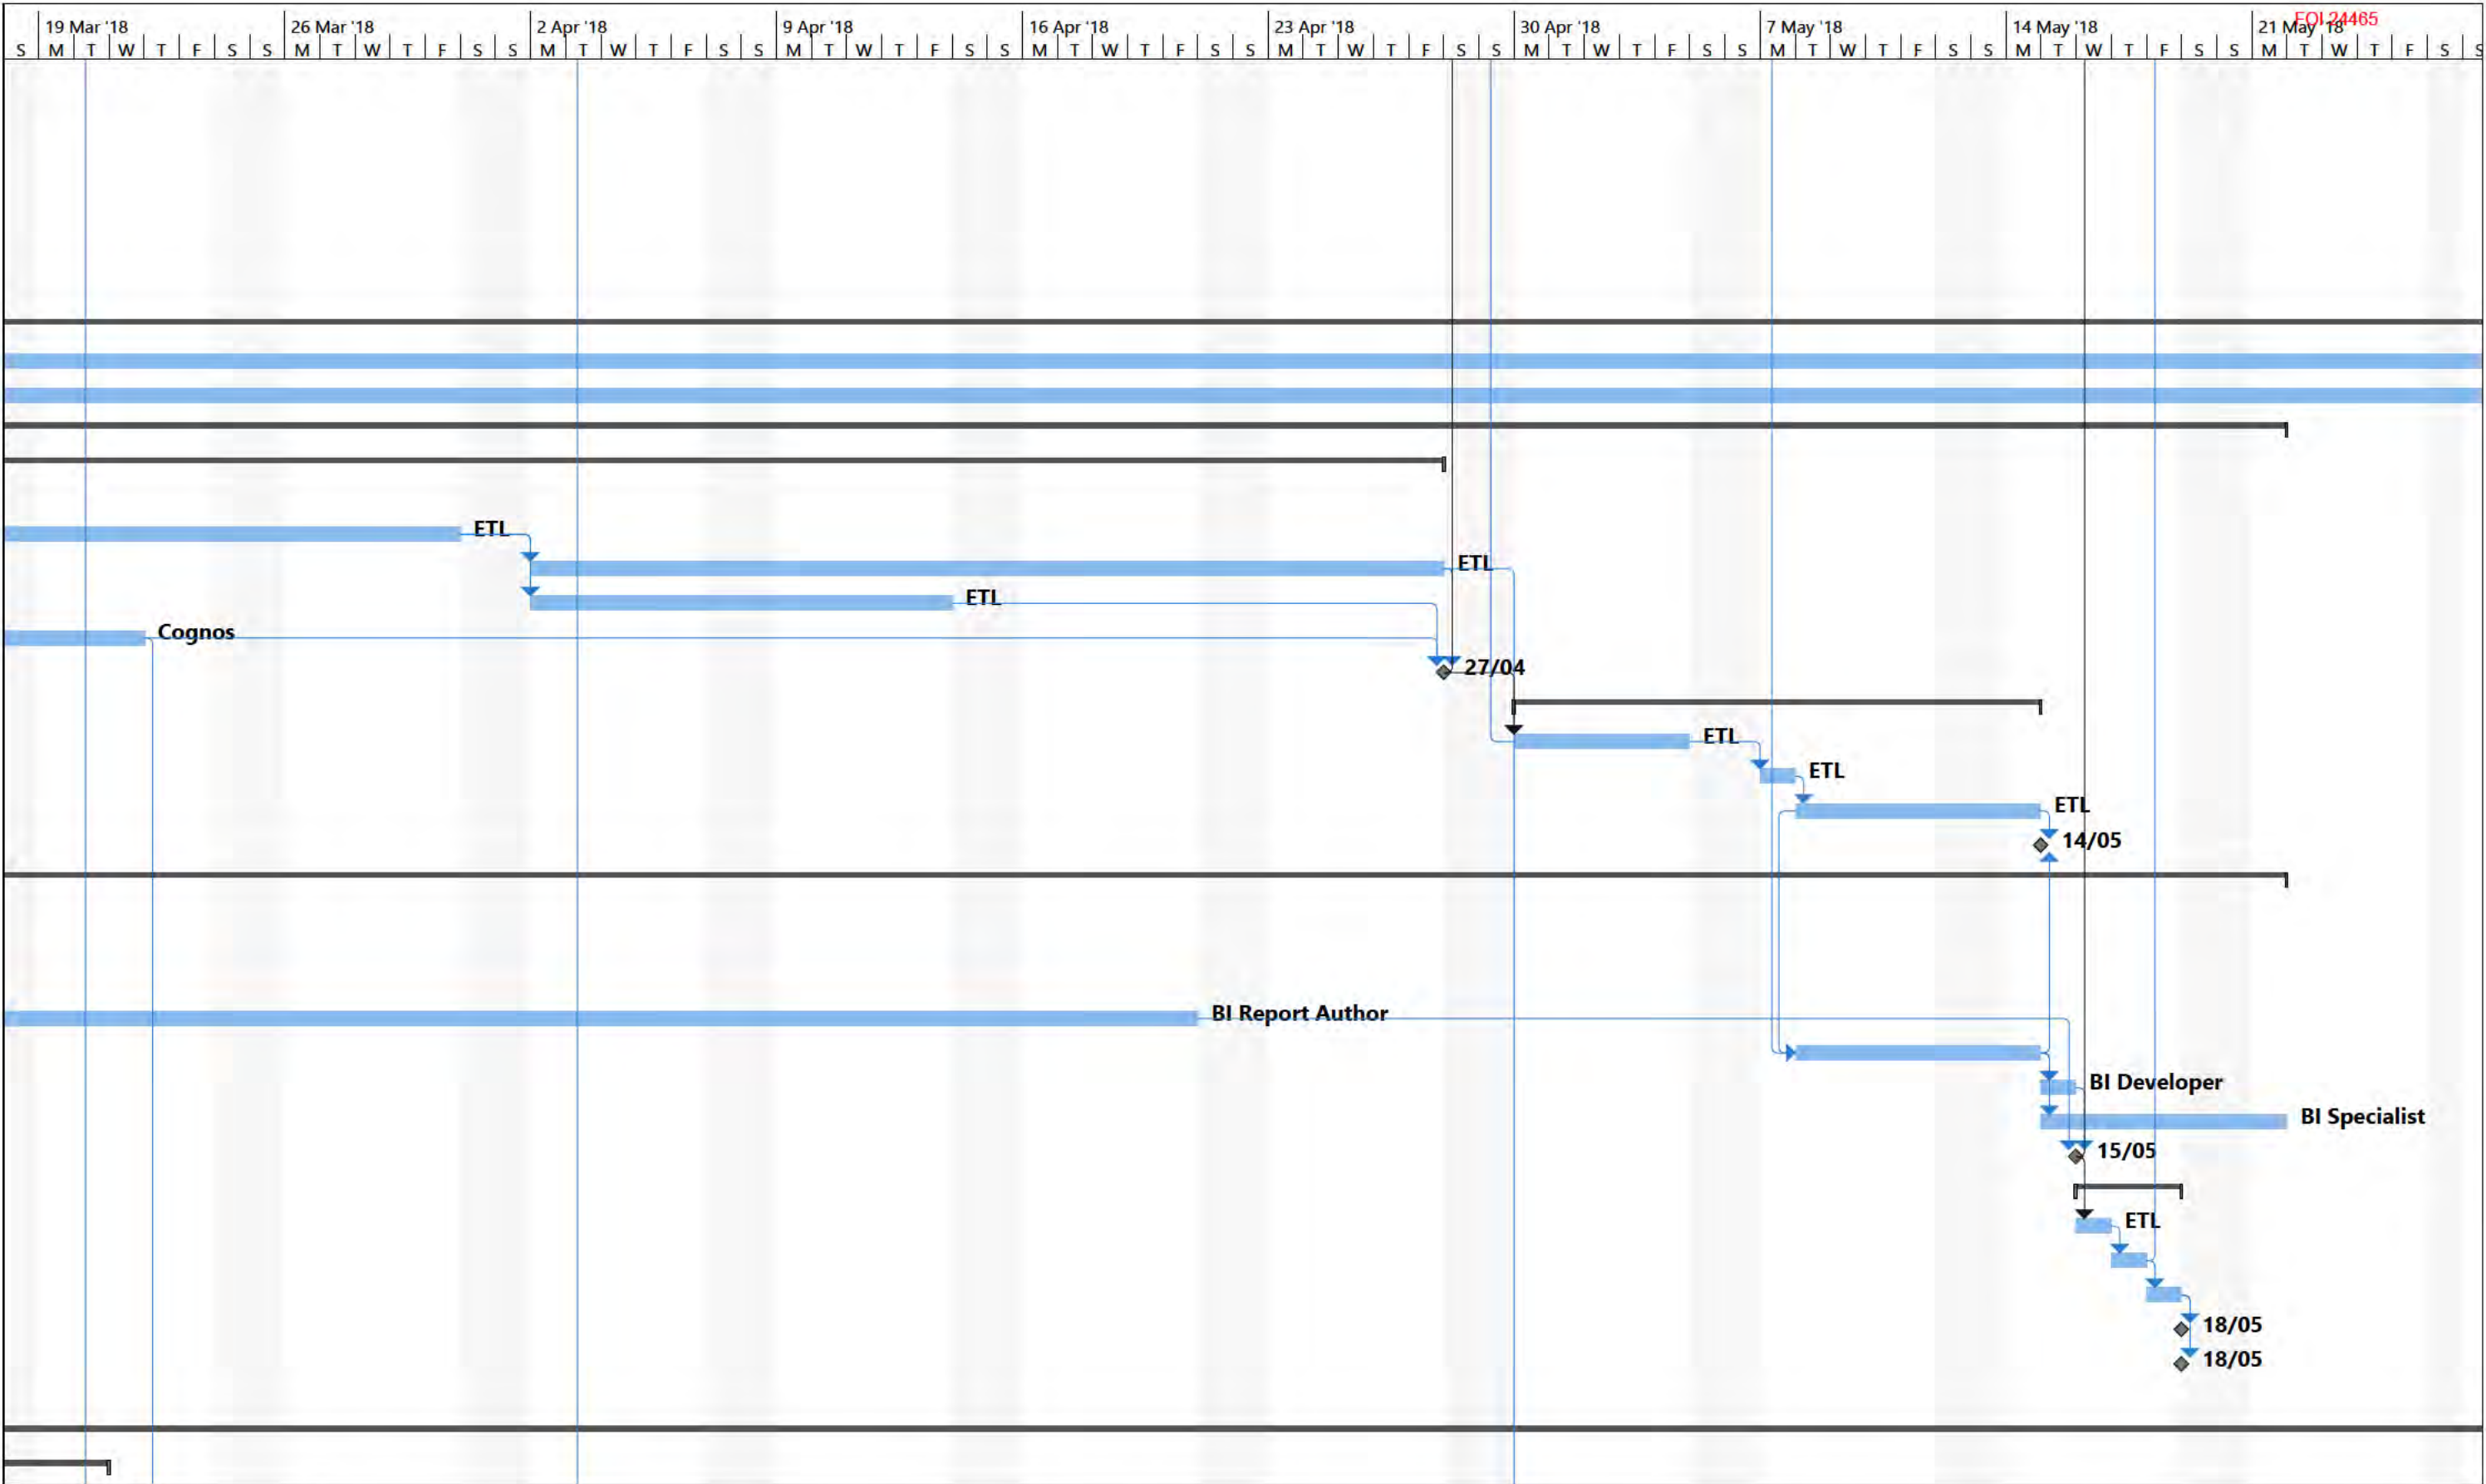 FOI 24465
19 Mar '18 26 Mar '18 2 Apr '18 9 Apr '18 16 Apr '18 23 Apr '18 30 Apr '18 7 May '18 14 May '18 21 May '18
S M T W T F S S M T W T F S S M T W T F S S M T W T F S S M T W T F S S M T W T F S S M T W T F S S M T W T F S S M T W T F S S M T W T F S S
ETL
ETL
ETL
Cognos
27/04
ETL
ETL
ETL
14/05
BI Report Author
BI Developer
BI Specialist
15/05
ETL
18/05
18/05